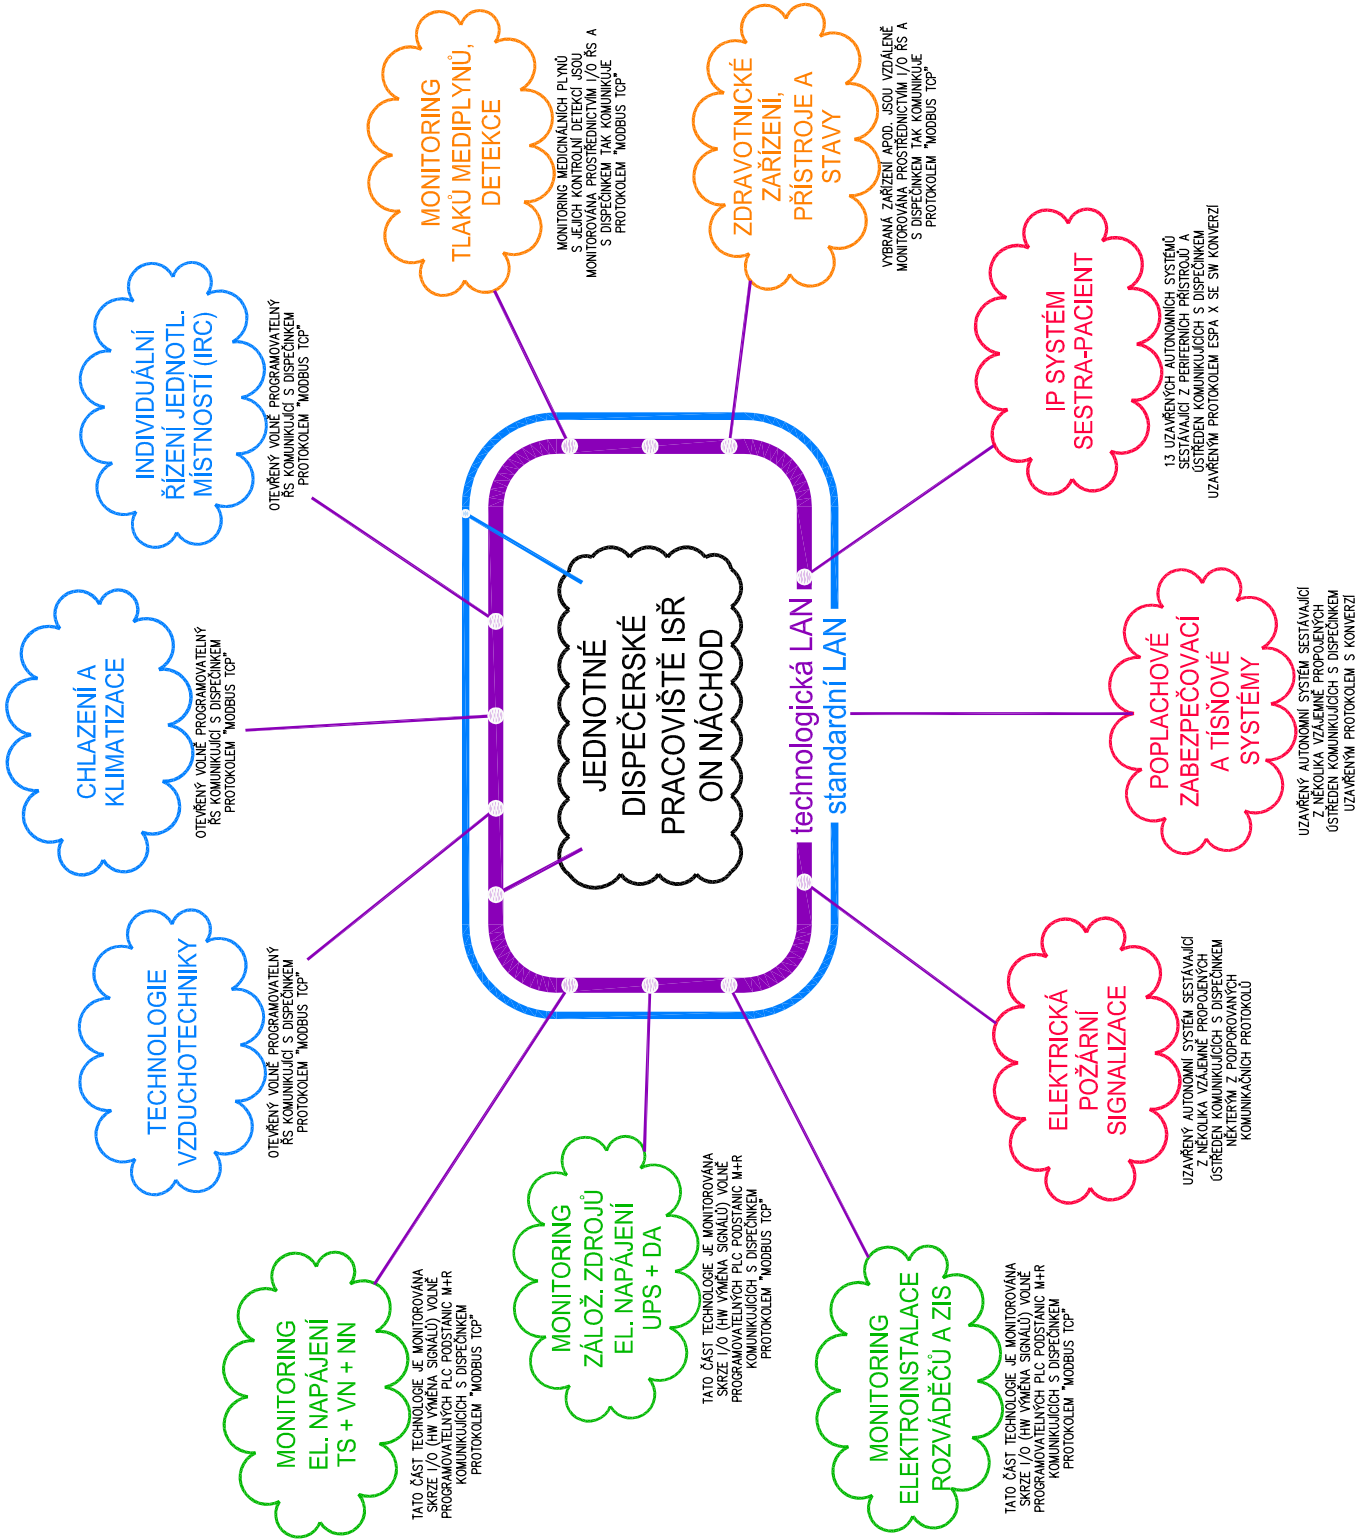 MONITORING
EL. NAPÁJENÍ
TS + VN + NN
TATO ČÁST TECHNOLOGIE JE MONITOROVÁNA
SKRZE I/O (HW VÝMĚNA SIGNÁLŮ) VOLNĚ
PROGRAMOVATELNÝCH PLC PODSTANIC M+R
KOMUNIKUJÍCÍCH S DISPEČINKEM
PROTOKOLEM "MODBUS TCP"
TECHNOLOGIE
VZDUCHOTECHNIKY
OTEVŘENÝ VOLNĚ PROGRAMOVATELNÝ
ŘS KOMUNIKUJÍCÍ S DISPEČINKEM
PROTOKOLEM "MODBUS TCP"
CHLAZENÍ A
KLIMATIZACE
OTEVŘENÝ VOLNĚ PROGRAMOVATELNÝ
ŘS KOMUNIKUJÍCÍ S DISPEČINKEM
PROTOKOLEM "MODBUS TCP"
INDIVIDUÁLNÍ
ŘÍZENÍ JEDNOTL.
MÍSTNOSTÍ (IRC)
OTEVŘENÝ VOLNĚ PROGRAMOVATELNÝ
ŘS KOMUNIKUJÍCÍ S DISPEČINKEM
PROTOKOLEM "MODBUS TCP"
MONITORING
TLAKŮ MEDIPLYNŮ,
DETEKCE
MONITORING MEDICINÁLNÍCH PLYNŮ
S JEJICH KONTROLNÍ DETEKCÍ JSOU
MONITOROVÁNA PROSTŘEDNICTVÍM I/O ŘS A
S DISPEČINKEM TAK KOMUNIKUJE
PROTOKOLEM "MODBUS TCP"
MONITORING
ZÁLOŽ. ZDROJŮ
EL. NAPÁJENÍ
UPS + DA
TATO ČÁST TECHNOLOGIE JE MONITOROVÁNA
SKRZE I/O (HW VÝMĚNA SIGNÁLŮ) VOLNĚ
PROGRAMOVATELNÝCH PLC PODSTANIC M+R
KOMUNIKUJÍCÍCH S DISPEČINKEM
PROTOKOLEM "MODBUS TCP"
JEDNOTNÉ
DISPEČERSKÉ
PRACOVIŠTĚ ISŘ
ON NÁCHOD
technologická LAN
standardní LAN
ZDRAVOTNICKÉ
ZAŘÍZENÍ,
PŘÍSTROJE A
STAVY
VYBRANÁ ZAŘÍZENÍ APOD. JSOU VZDÁLENĚ
MONITOROVÁNA PROSTŘEDNICTVÍM I/O ŘS A
S DISPEČINKEM TAK KOMUNIKUJE
PROTOKOLEM "MODBUS TCP"
MONITORING
ELEKTROINSTALACE
ROZVÁDĚČŮ A ZIS
TATO ČÁST TECHNOLOGIE JE MONITOROVÁNA
SKRZE I/O (HW VÝMĚNA SIGNÁLŮ) VOLNĚ
PROGRAMOVATELNÝCH PLC PODSTANIC M+R
KOMUNIKUJÍCÍCH S DISPEČINKEM
PROTOKOLEM "MODBUS TCP"
ELEKTRICKÁ
POŽÁRNÍ
SIGNALIZACE
UZAVŘENÝ AUTONOMNÍ SYSTÉM SESTÁVAJÍCÍ
Z NĚKOLIKA VZÁJEMNĚ PROPOJENÝCH
ÚSTŘEDEN KOMUNIKUJÍCÍCH S DISPEČINKEM
NĚKTERÝM Z PODPOROVANÝCH
KOMUNIKAČNÍCH PROTOKOLŮ
POPLACHOVÉ
ZABEZPEČOVACÍ
A TÍSŇOVÉ
SYSTÉMY
UZAVŘENÝ AUTONOMNÍ SYSTÉM SESTÁVAJÍCÍ
Z NĚKOLIKA VZÁJEMNĚ PROPOJENÝCH
ÚSTŘEDEN KOMUNIKUJÍCÍCH S DISPEČINKEM
UZAVŘENÝM PROTOKOLEM S KONVERZÍ
IP SYSTÉM
SESTRA-PACIENT
13 UZAVŘENÝCH AUTONOMNÍCH SYSTÉMŮ
SESTÁVAJÍCÍ Z PERIFERNÍCH PŘÍSTROJŮ A
ÚSTŘEDEN KOMUNIKUJÍCÍCH S DISPEČINKEM
UZAVŘENÝM PROTOKOLEM ESPA X SE SW KONVERZÍ